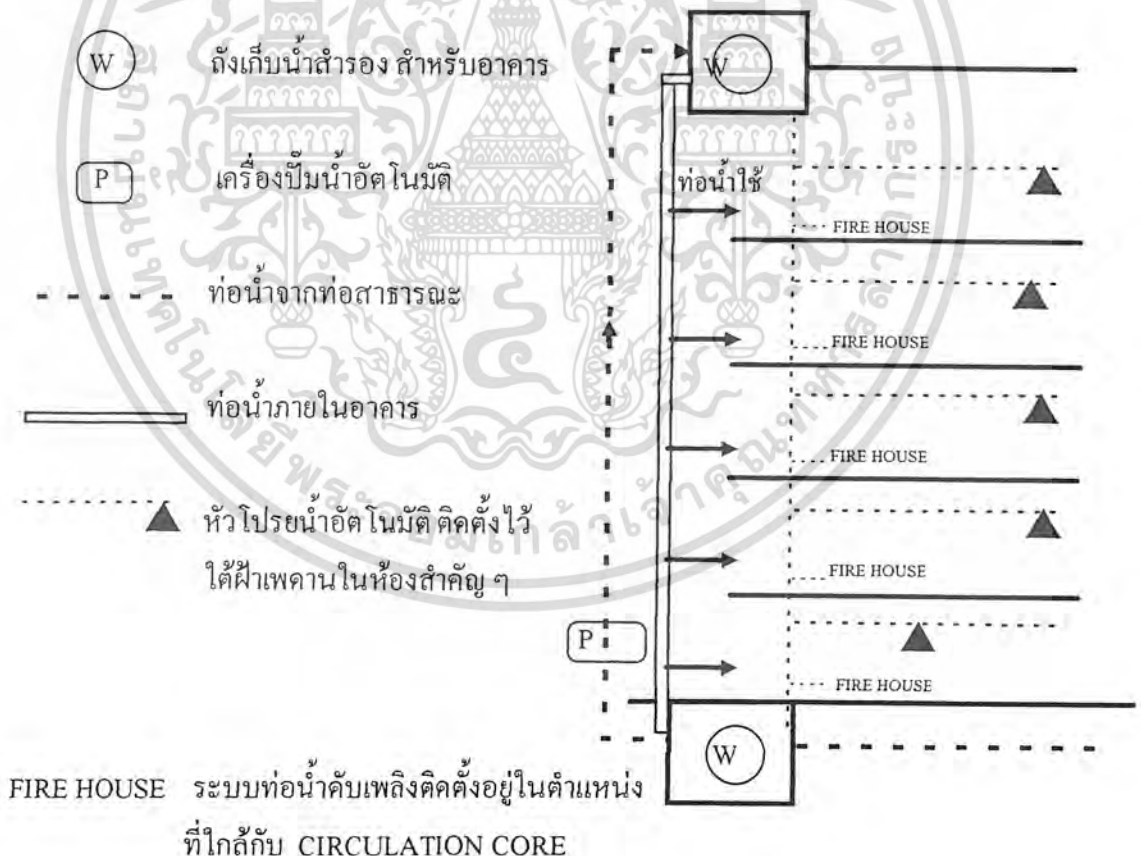 W ถังเก็บน้ำสำรอง สำหรับอาคาร
P เครื่องปั๊มน้ำอัตโนมัติ
ท่อน้ำจากท่อสาธารณะ
ท่อน้ำภายในอาคาร
หัวโปรยน้ำอัตโนมัติ ติดตั้งไว้
ใต้ฝ้าเพดานในห้องสำคัญ ๆ
W
ท่อน้ำใช้
FIRE HOUSE
FIRE HOUSE
FIRE HOUSE
FIRE HOUSE
P
FIRE HOUSE
W
FIRE HOUSE ระบบท่อน้ำดับเพลิงติดตั้งอยู่ในตำแหน่ง
ที่ใกล้กับ CIRCULATION CORE